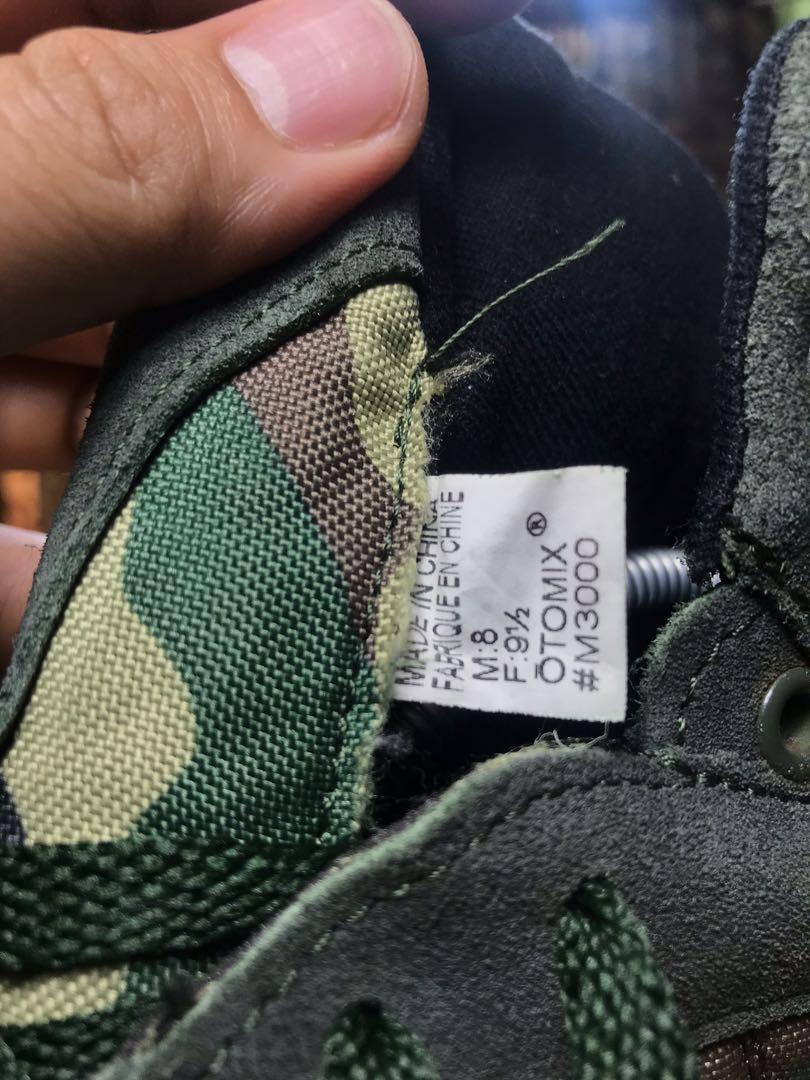 MADE IN CHINA
FABRIQUE EN CHINE
M:8
F:9½
ŌTOMIX®
#M3000